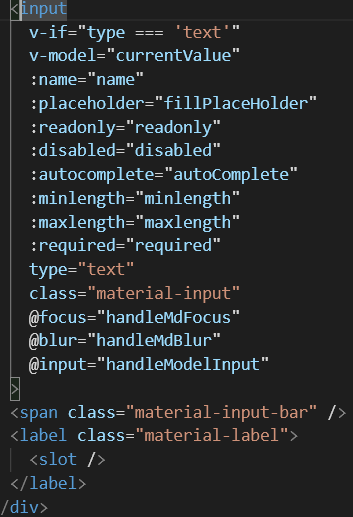 <input
v-if="type === 'text'"
v-model="currentValue"
:name="name"
:placeholder="fillPlaceHolder"
:readonly="readonly"
:disabled="disabled"
:autocomplete="autoComplete"
:minlength="minlength"
:maxlength="maxlength"
:required="required"
type="text"
class="material-input"
@focus="handleMdFocus"
@blur="handleMdBlur"
@input="handleModelInput"
>
<span class="material-input-bar" />
<label class="material-label">
<slot />
</label>
/div>